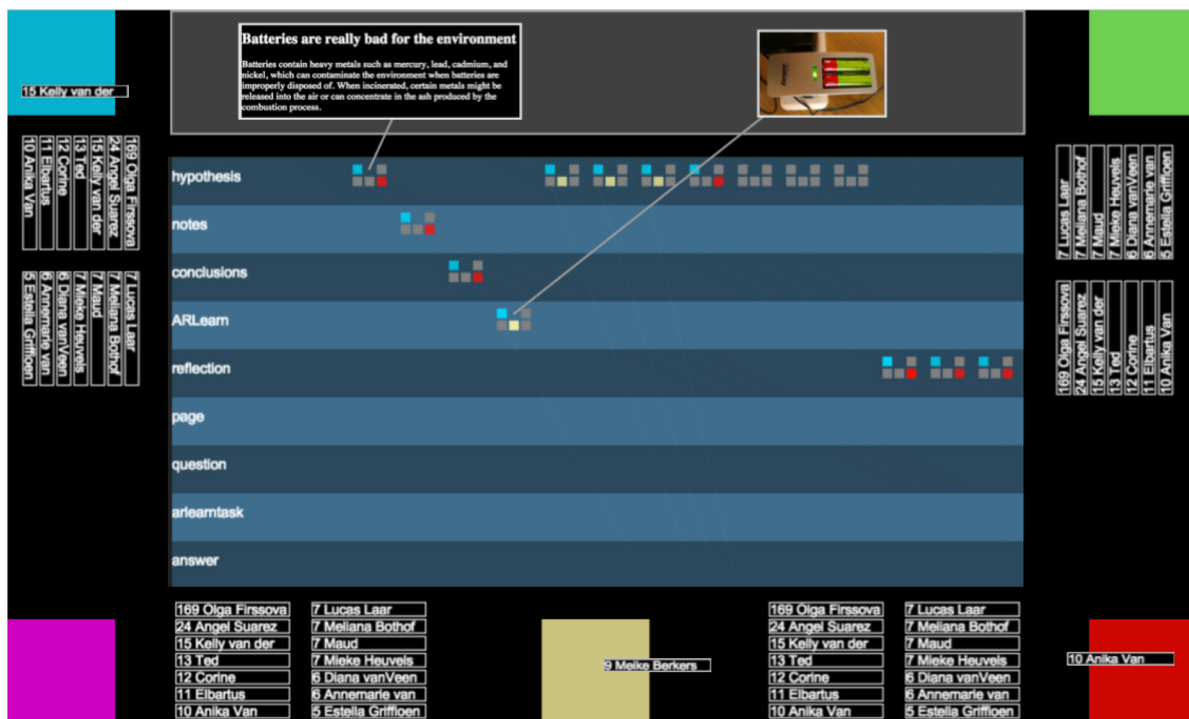 Batteries are really bad for the environment
Batteries contain heavy metals such as mercury, lead, cadmium, and
nickel, which can contaminate the environment when batteries are
improperly disposed of. When incinerated, certain metals might be
released into the air or can concentrate in the ash produced by the
combustion process.
15 Kelly van der
169 Olga Firssova
24 Angel Suarez
15 Kelly van der
13 Ted
12 Corine
11 Elbartus
10 Anika Van
7 Lucas Laar
7 Meliana Bothof
7 Maud
7 Mieke Heuvels
6 Diana vanVeen
6 Annemarie van
5 Estella Griffioen
hypothesis
notes
conclusions
ARLearn
reflection
page
question
arlearntask
answer
7 Lucas Laar
7 Meliana Bothof
7 Maud
7 Mieke Heuvels
6 Diana vanVeen
6 Annemarie van
5 Estella Griffioen
169 Olga Firssova
24 Angel Suarez
15 Kelly van der
13 Ted
12 Corine
11 Elbartus
10 Anika Van
169 Olga Firssova
24 Angel Suarez
15 Kelly van der
13 Ted
12 Corine
11 Elbartus
10 Anika Van
7 Lucas Laar
7 Meliana Bothof
7 Maud
7 Mieke Heuvels
6 Diana vanVeen
6 Annemarie van
5 Estella Griffioen
9 Meike Berkers
169 Olga Firssova
24 Angel Suarez
15 Kelly van der
13 Ted
12 Corine
11 Elbartus
10 Anika Van
7 Lucas Laar
7 Meliana Bothof
7 Maud
7 Mieke Heuvels
6 Diana vanVeen
6 Annemarie van
5 Estella Griffioen
10 Anika Van